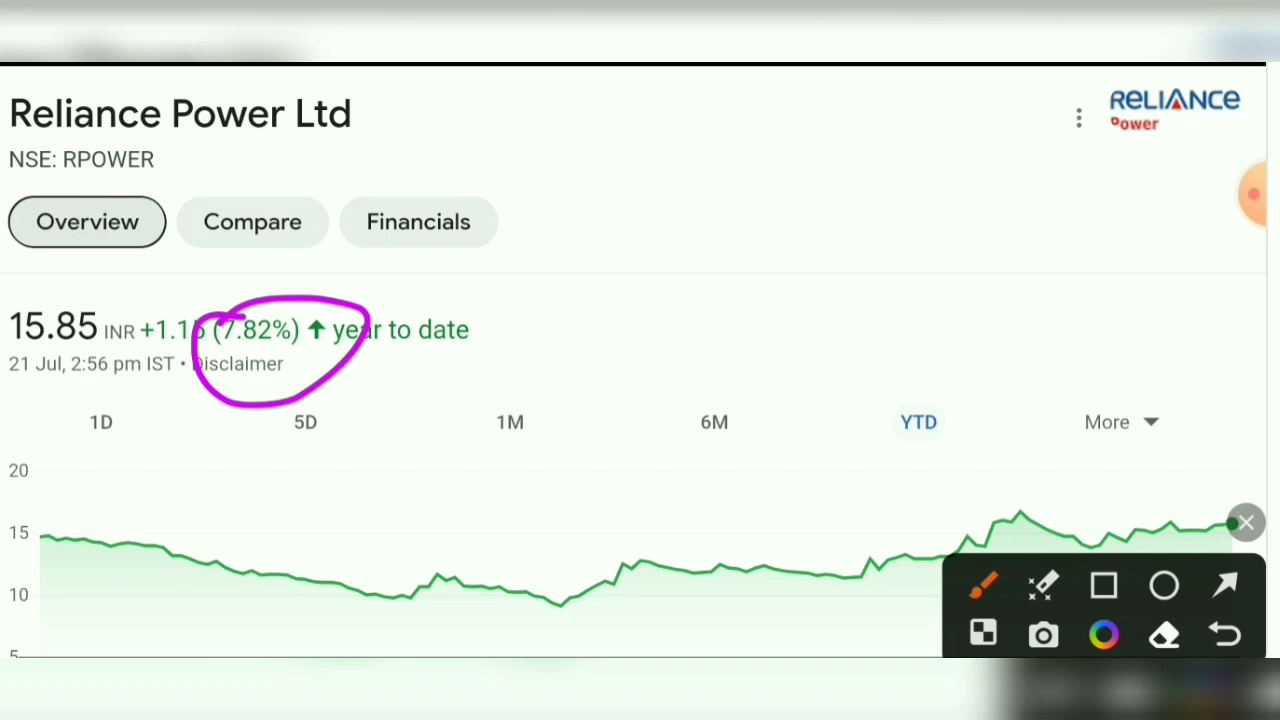 Reliance Power Ltd
RELIANCE
Power
NSE: RPOWER
Overview Compare Financials
15.85 INR +1.15 (7.82%) ↑ year to date
21 Jul, 2:56 pm IST • Disclaimer
1D 5D 1M 6M YTD More
20
15
10
5